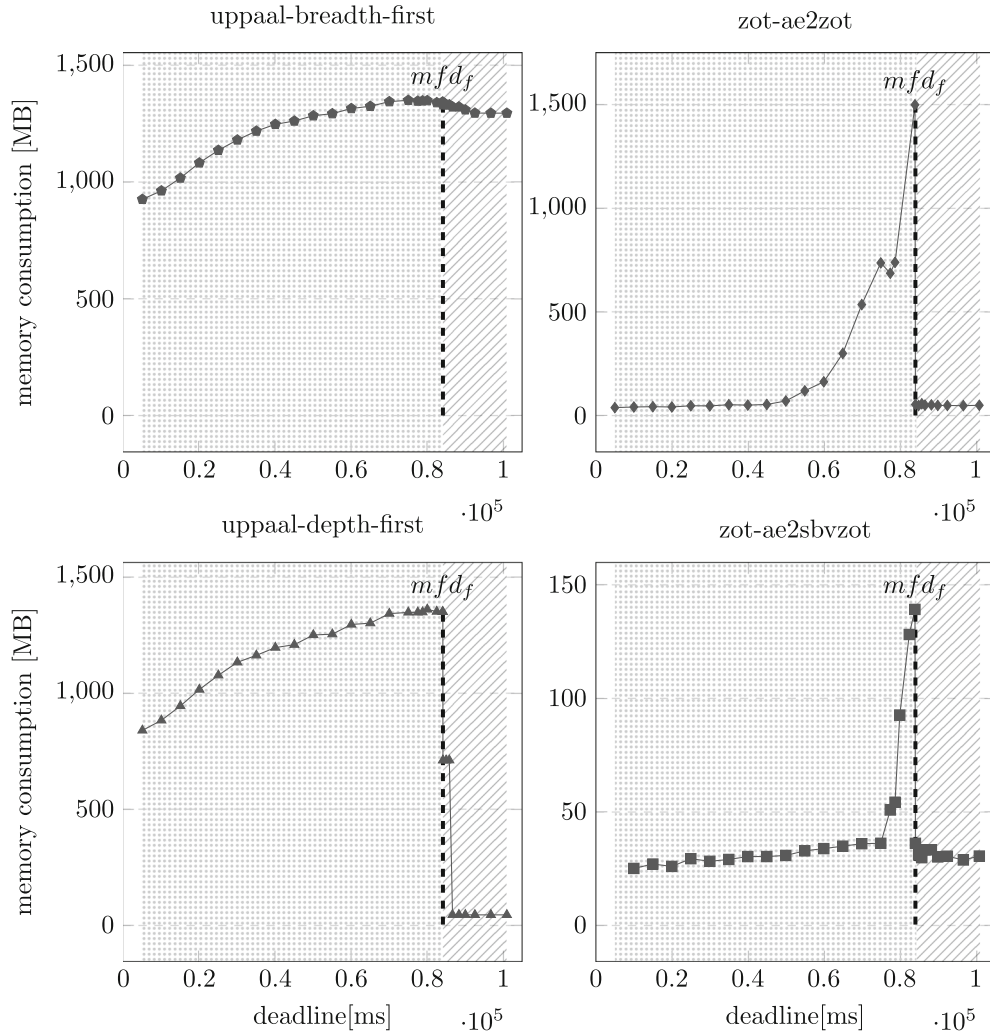 uppaal-breadth-first
zot-ae2zot
memory consumption [MB]
1,500
1,000
500
0
mfd_f
0 0.2 0.4 0.6 0.8 1
·10^5
1,500
1,000
500
0
mfd_f
0 0.2 0.4 0.6 0.8 1
·10^5
uppaal-depth-first
zot-ae2sbvzot
memory consumption [MB]
1,500
1,000
500
0
mfd_f
0 0.2 0.4 0.6 0.8 1
deadline[ms]
·10^5
150
100
50
0
mfd_f
0 0.2 0.4 0.6 0.8 1
deadline[ms]
·10^5